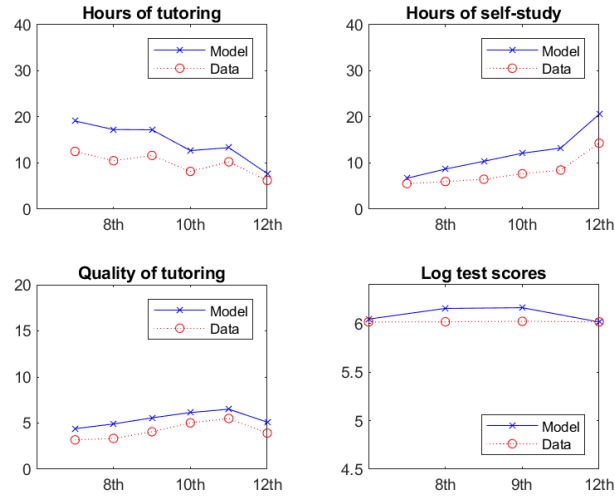 Hours of tutoring
40
30
20
10
0
8th 10th 12th
Model
Data
Hours of self-study
40
30
20
10
0
8th 10th 12th
Model
Data
Quality of tutoring
20
15
10
5
0
8th 10th 12th
Model
Data
Log test scores
6
5.5
5
4.5
8th 9th 12th
Model
Data